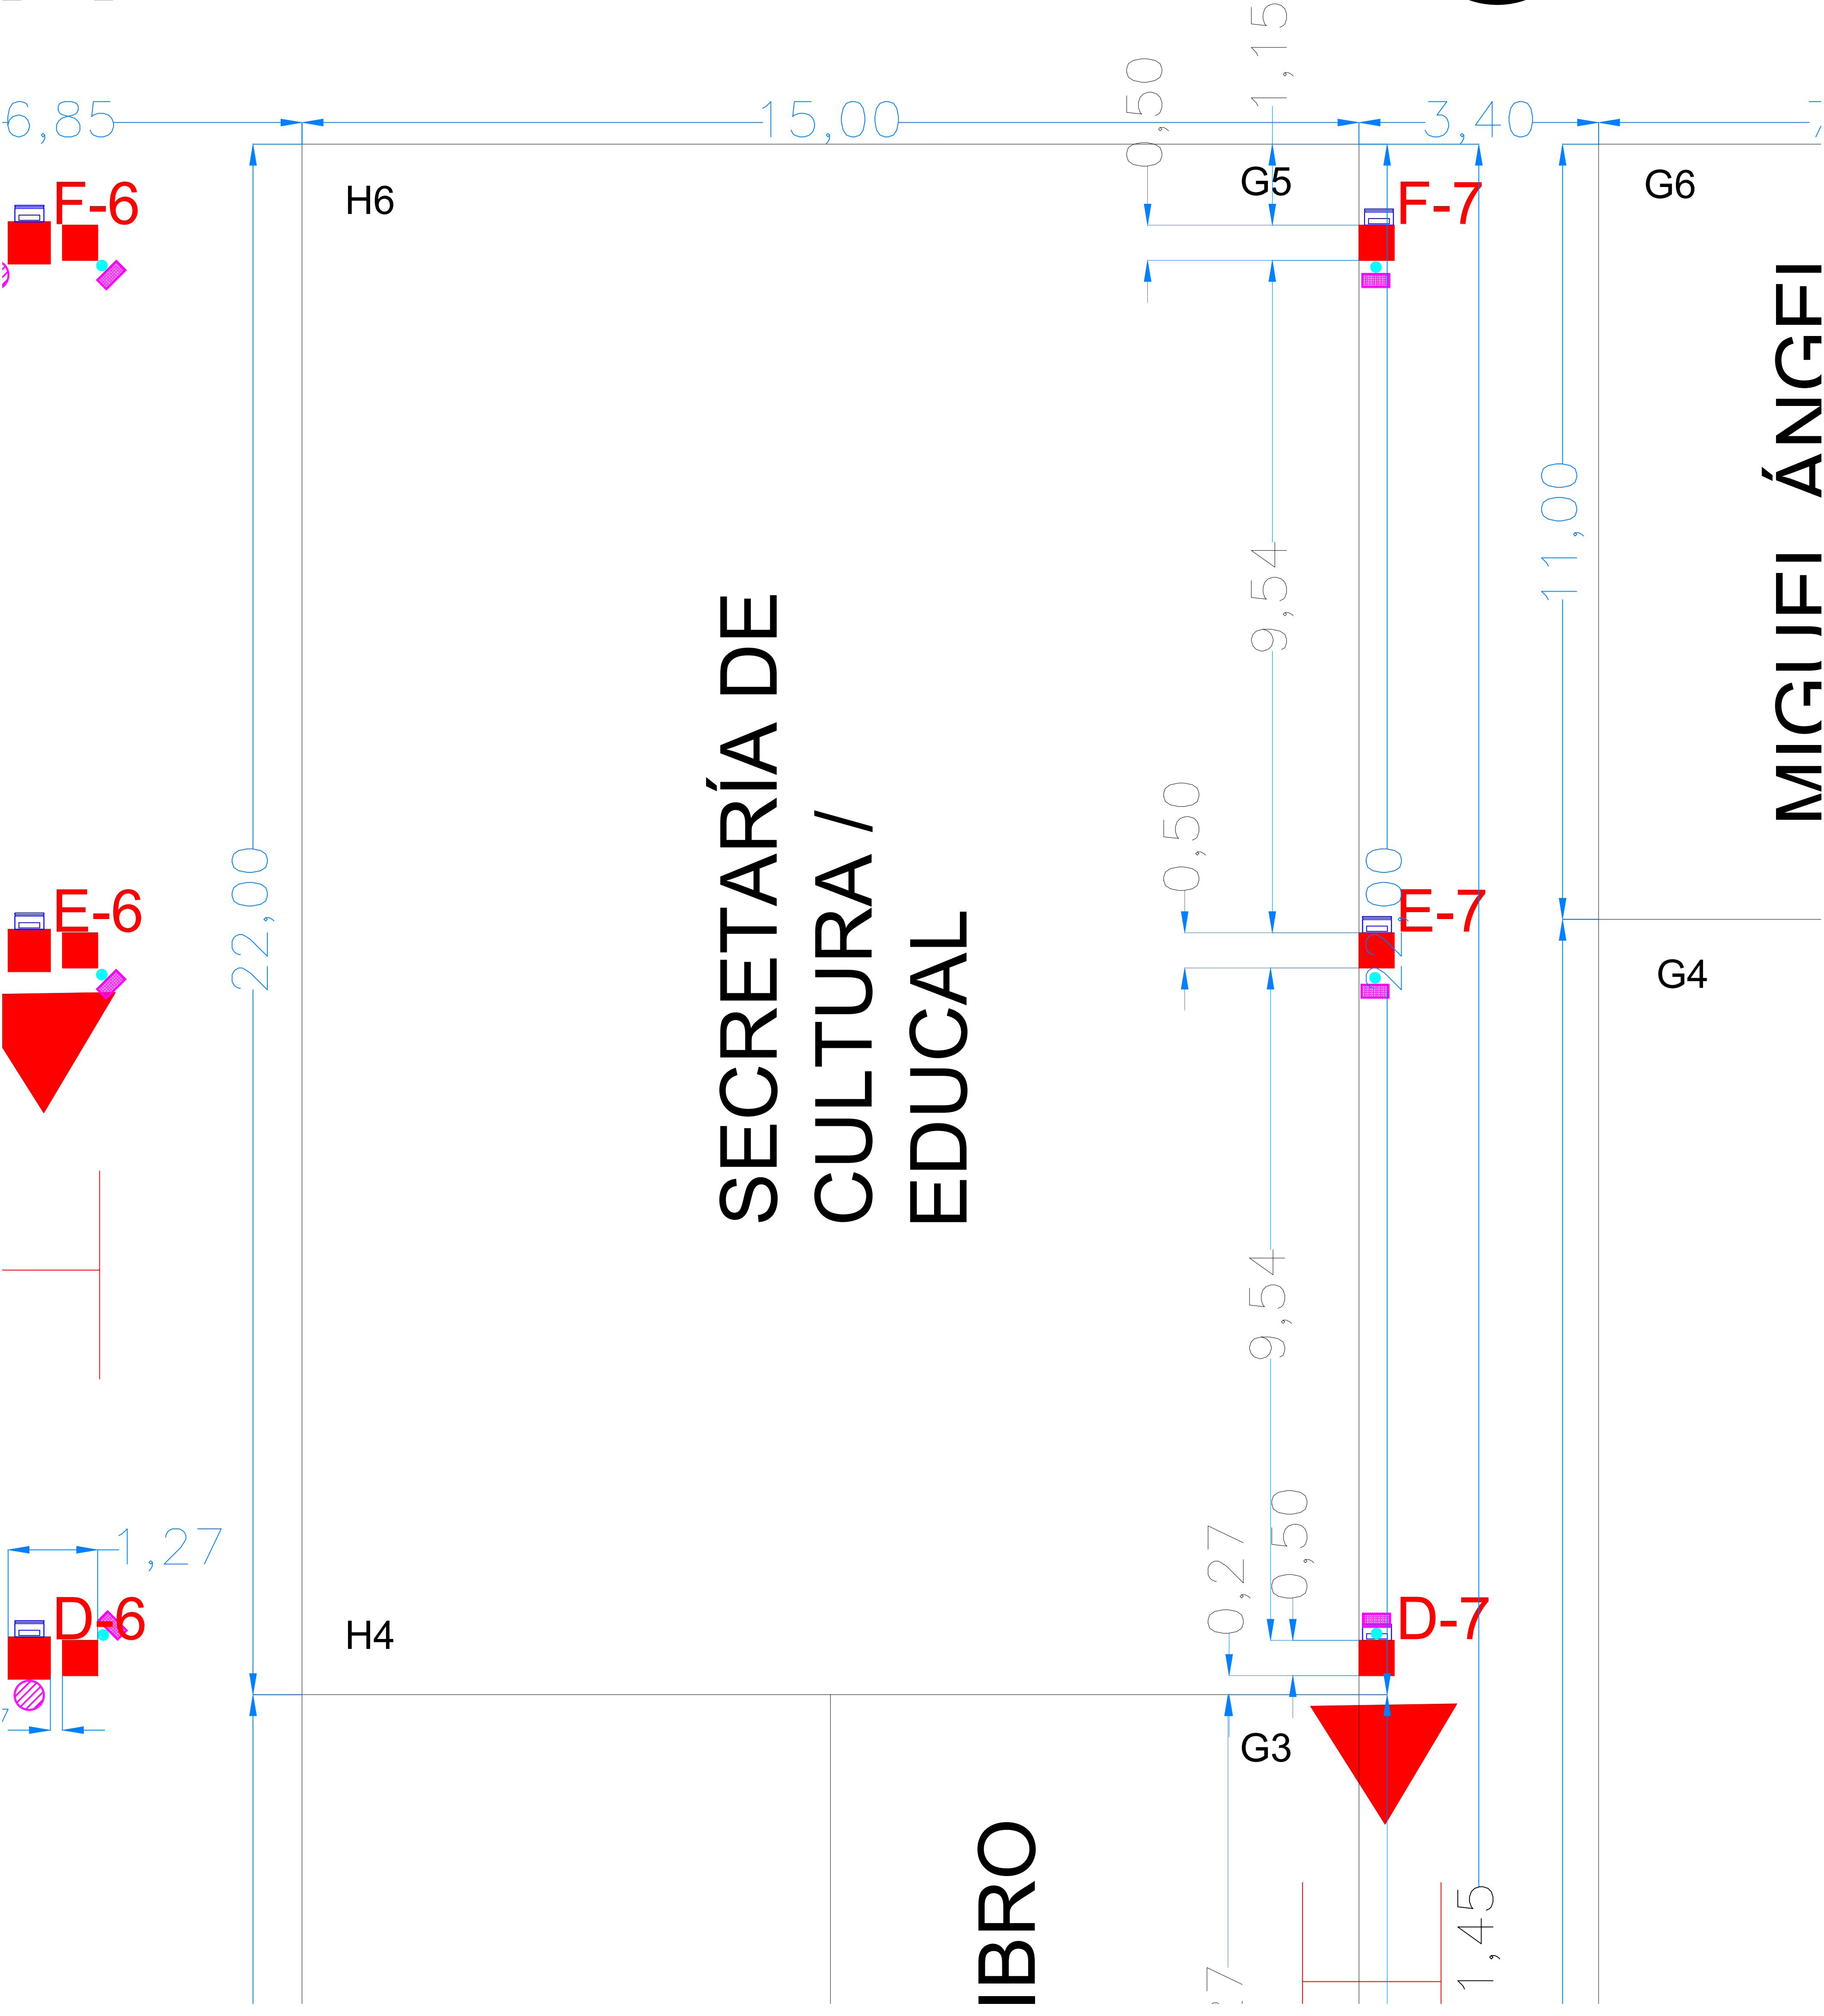 1,15
0,50
6,85
15,00
3,40
F-6
H6
G5
F-7
G6
11,00
9,54
SECRETARÍA DE
CULTURA /
EDUCAL
0,50
22,00
22,00
E-6
E-7
G4
9,54
0,50
0,27
1,27
D-6
H4
D-7
G3
IBRO
1,45